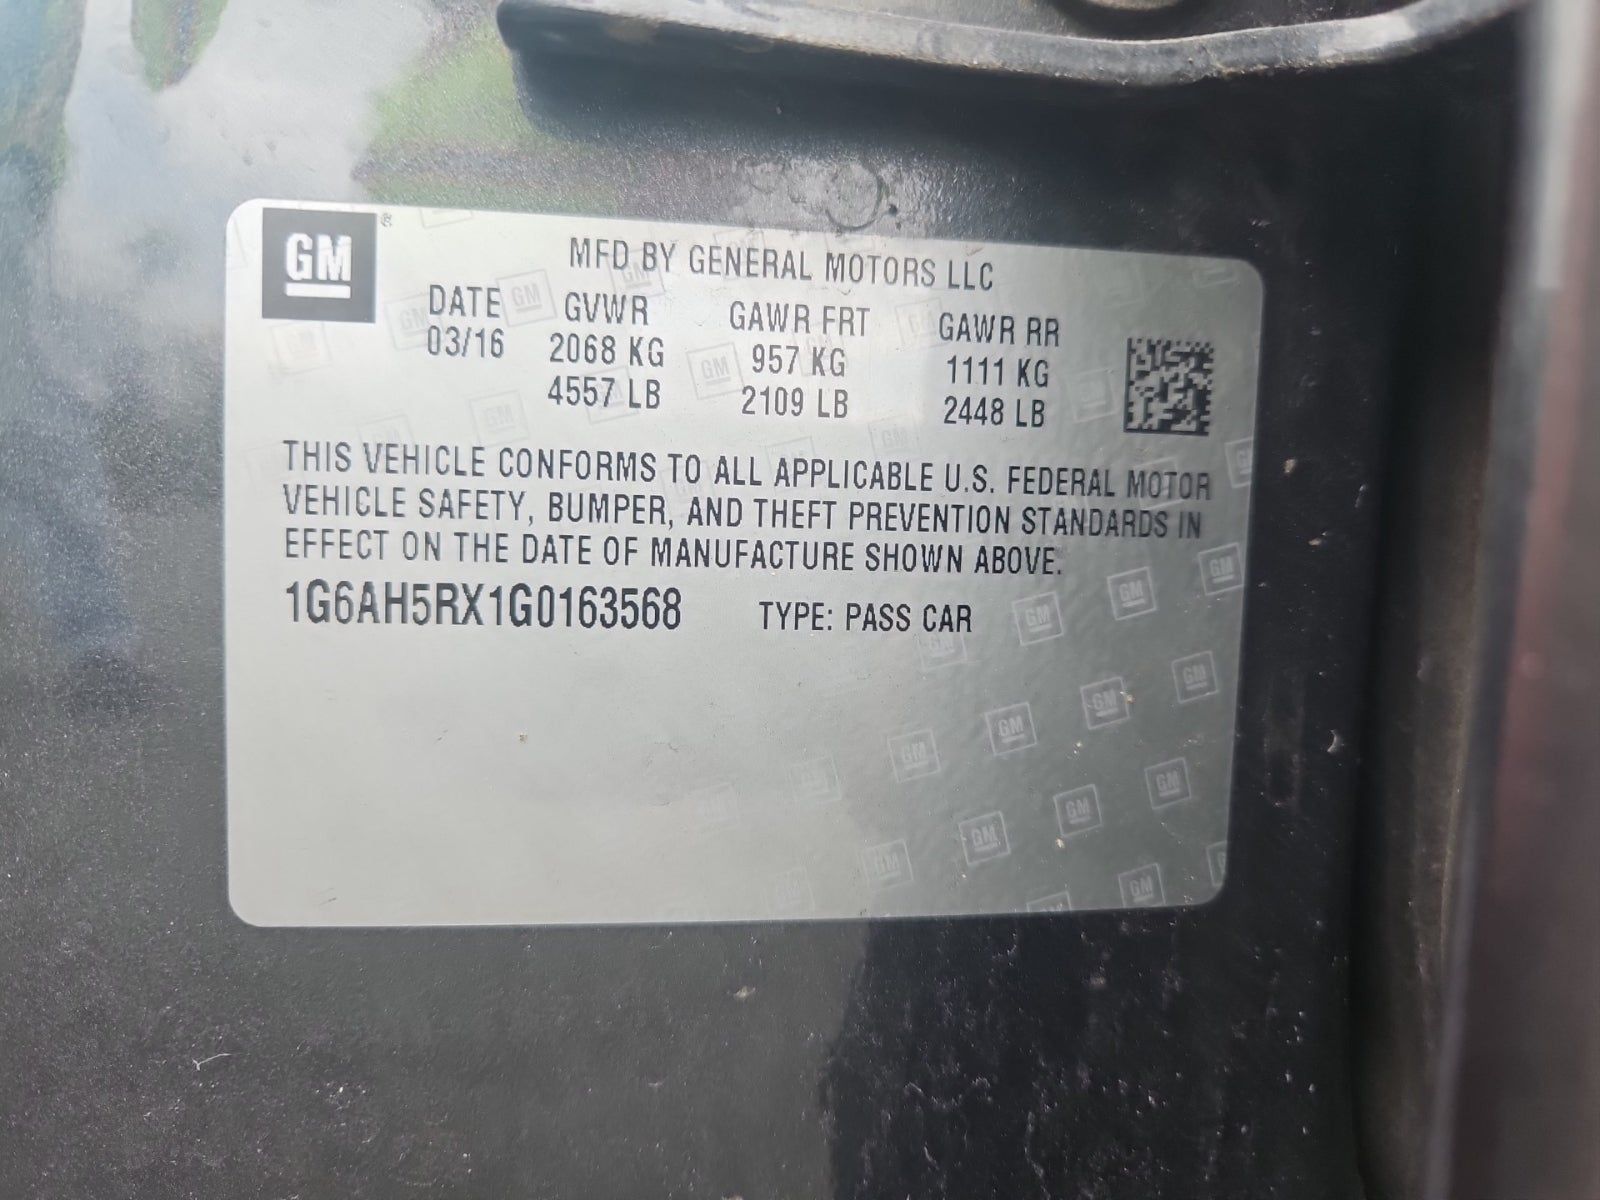 GM
MFD BY GENERAL MOTORS LLC
DATE GVWR GAWR FRT GAWR RR
03/16 2068 KG 957 KG 1111 KG
4557 LB 2109 LB 2448 LB
THIS VEHICLE CONFORMS TO ALL APPLICABLE U.S. FEDERAL MOTOR
VEHICLE SAFETY, BUMPER, AND THEFT PREVENTION STANDARDS IN
EFFECT ON THE DATE OF MANUFACTURE SHOWN ABOVE.
1G6AH5RX1G0163568 TYPE: PASS CAR